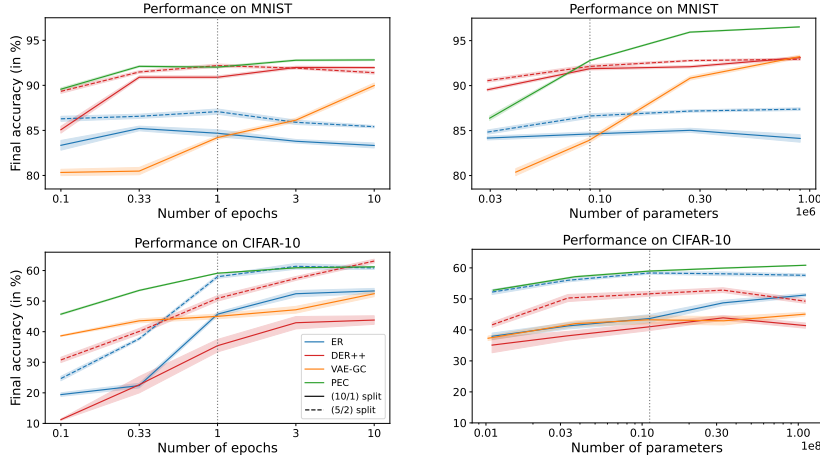 Performance on MNIST
Final accuracy (in %)
95
90
85
80
0.1 0.33 1 3 10
Number of epochs
Performance on MNIST
95
90
85
80
0.03 0.10 0.30 1.00
1e6
Number of parameters
Performance on CIFAR-10
Final accuracy (in %)
60
50
40
30
20
10
0.1 0.33 1 3 10
Number of epochs
ER
DER++
VAE-GC
PEC
(10/1) split
(5/2) split
Performance on CIFAR-10
60
50
40
30
20
10
0.01 0.03 0.10 0.30 1.00
1e8
Number of parameters